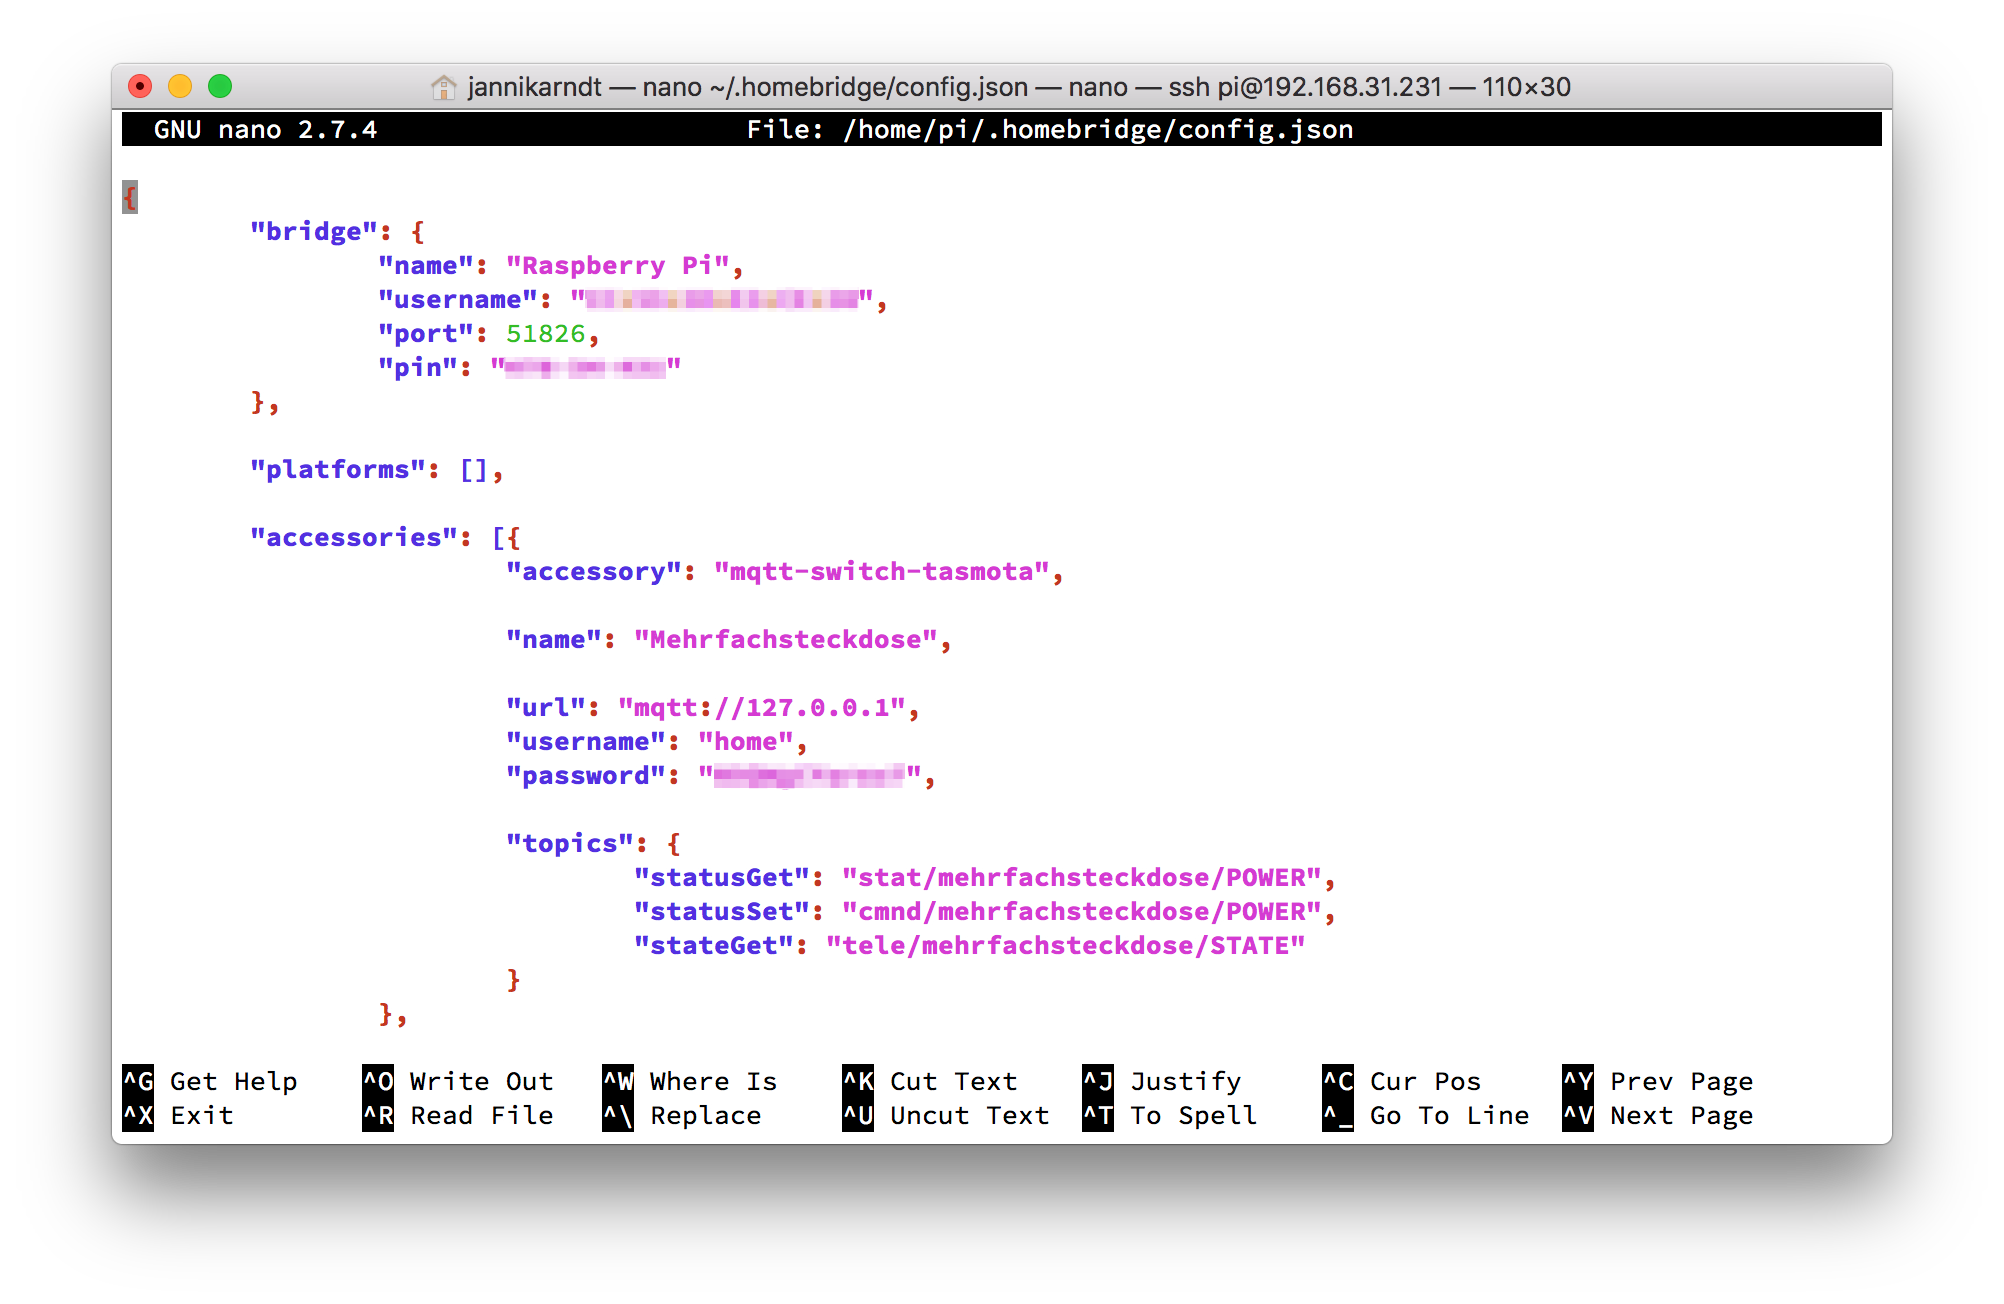 jannikarndt — nano ~/.homebridge/config.json — nano — ssh pi@192.168.31.231 — 110×30
GNU nano 2.7.4 File: /home/pi/.homebridge/config.json
{
"bridge": {
"name": "Raspberry Pi",
"username": "",
"port": 51826,
"pin": ""
},
"platforms": [],
"accessories": [{
"accessory": "mqtt-switch-tasmota",
"name": "Mehrfachsteckdose",
"url": "mqtt://127.0.0.1",
"username": "home",
"password": "",
"topics": {
"statusGet": "stat/mehrfachsteckdose/POWER",
"statusSet": "cmnd/mehrfachsteckdose/POWER",
"stateGet": "tele/mehrfachsteckdose/STATE"
}
},
^G Get Help ^O Write Out ^W Where Is ^K Cut Text ^J Justify ^C Cur Pos ^Y Prev Page
^X Exit ^R Read File ^\ Replace ^U Uncut Text ^T To Spell ^_ Go To Line ^V Next Page